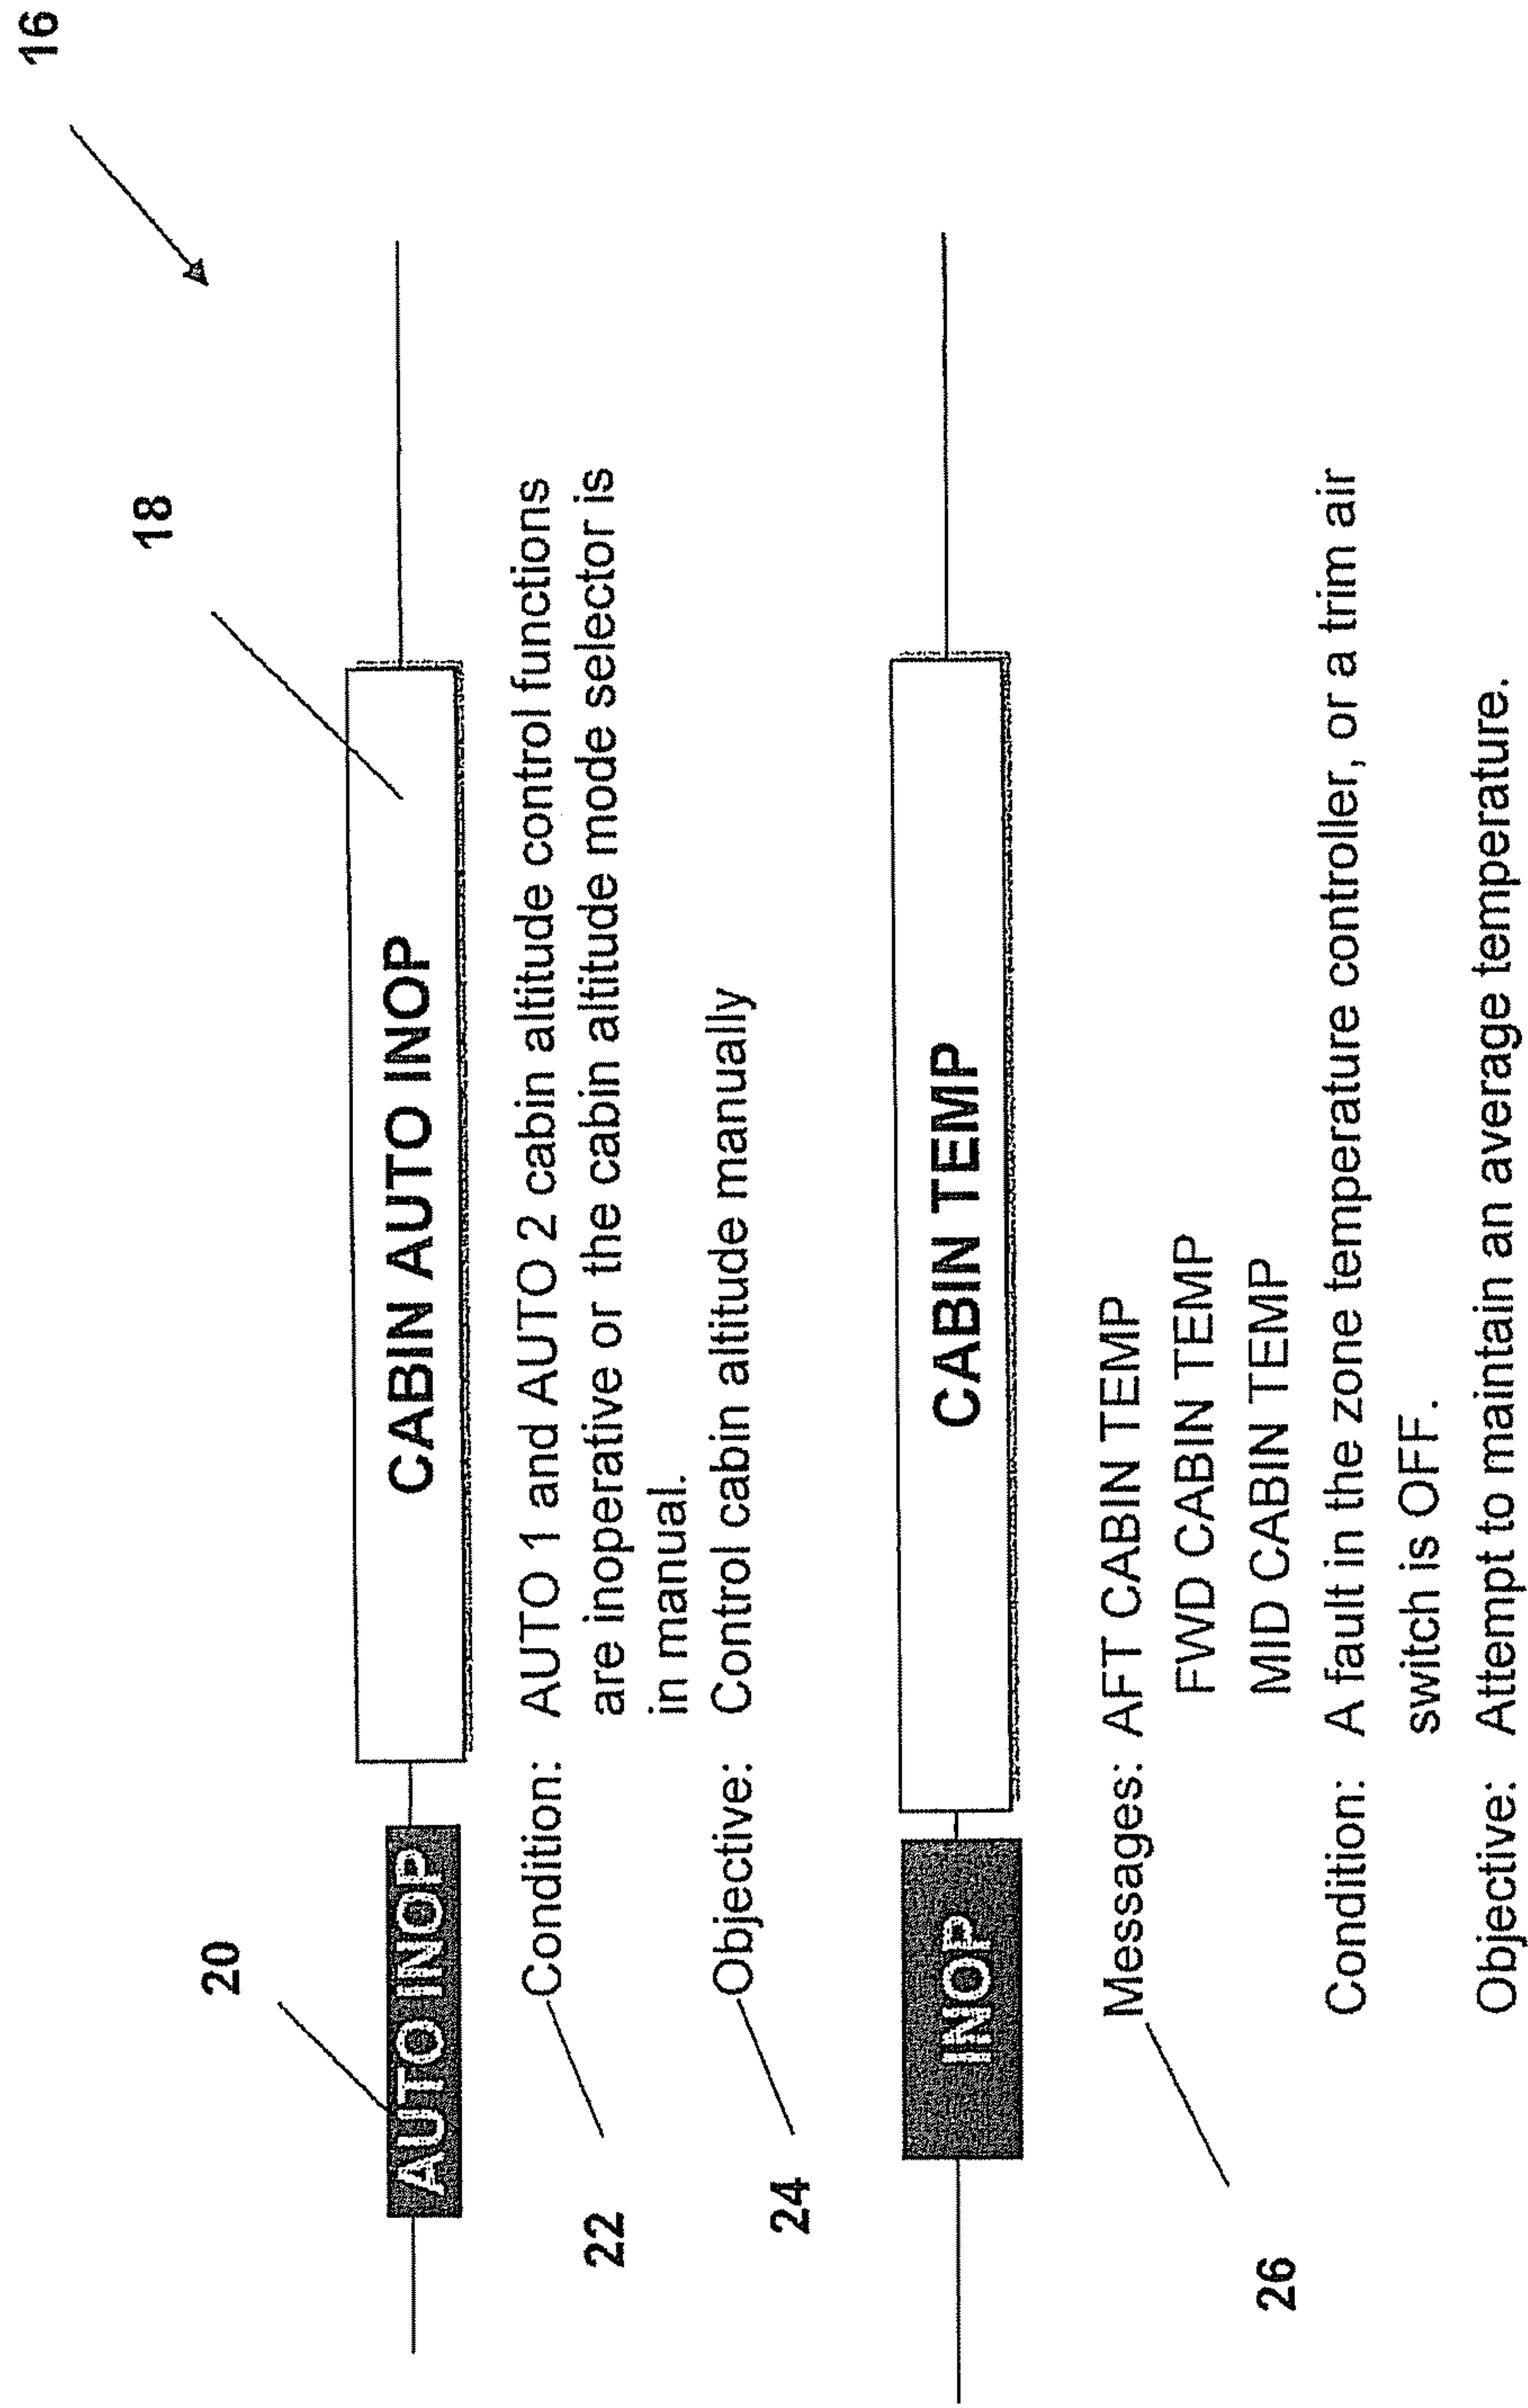 16
18
20
AUTO INOP
CABIN AUTO INOP
22
Condition: AUTO 1 and AUTO 2 cabin altitude control functions
are inoperative or the cabin altitude mode selector is
in manual.
24
Objective: Control cabin altitude manually
INOP
CABIN TEMP
26
Messages: AFT CABIN TEMP
FWD CABIN TEMP
MID CABIN TEMP
Condition: A fault in the zone temperature controller, or a trim air
switch is OFF.
Objective: Attempt to maintain an average temperature.